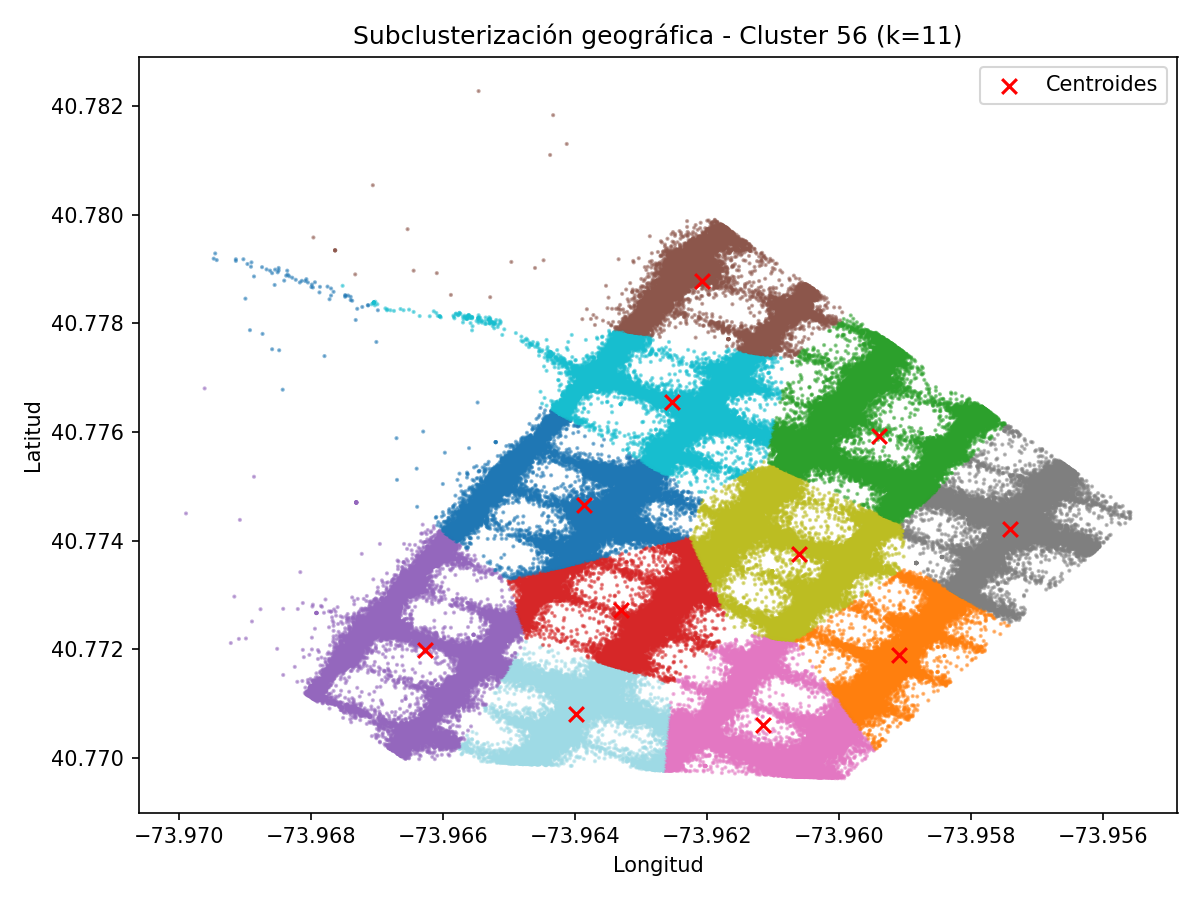 Subclusterización geográfica - Cluster 56 (k=11)
Centroides
40.782
40.780
40.778
40.776
40.774
40.772
40.770
Latitud
−73.970 −73.968 −73.966 −73.964 −73.962 −73.960 −73.958 −73.956
Longitud